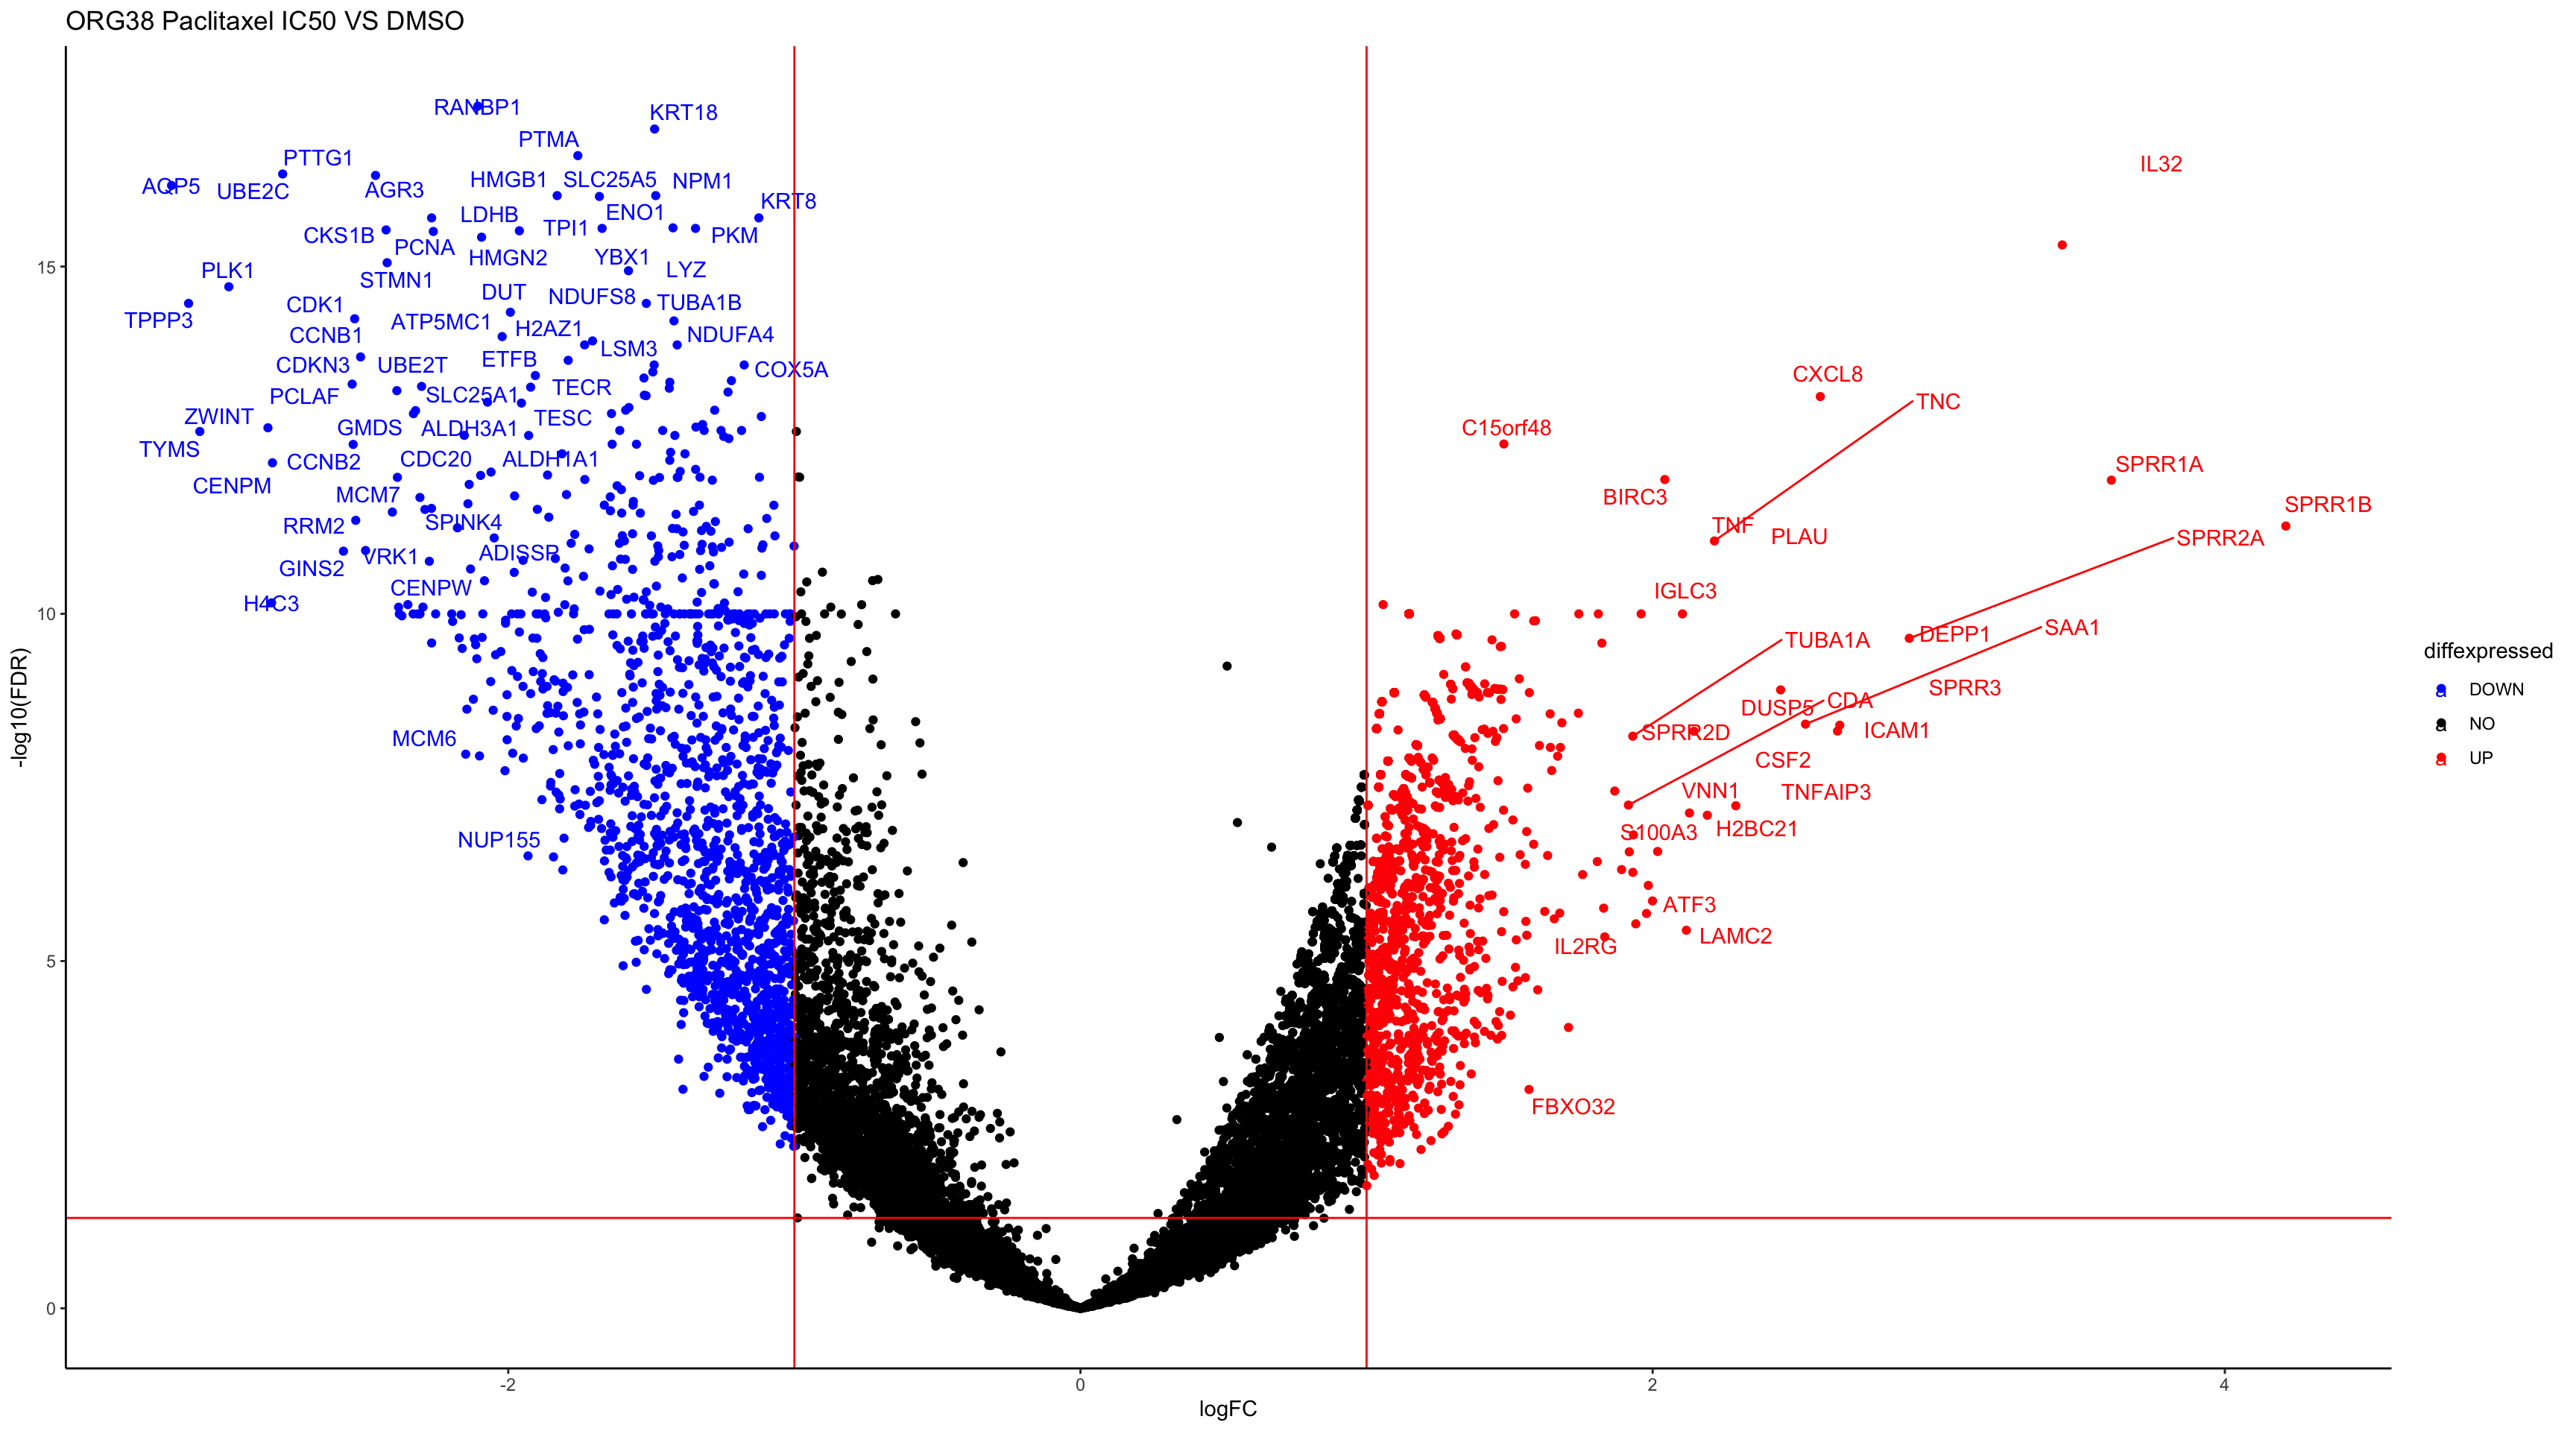 ORG38 Paclitaxel IC50 VS DMSO
RANBP1
KRT18
PTMA
PTTG1
IL32
HMGB1
SLC25A5
NPM1
AQP5
UBE2C
AGR3
KRT8
LDHB
ENO1
TPI1
CKS1B
PKM
PCNA
HMGN2
YBX1
15
PLK1
LYZ
STMN1
DUT
NDUFS8
TUBA1B
CDK1
TPPP3
ATP5MC1
H2AZ1
CCNB1
NDUFA4
LSM3
ETFB
CDKN3
UBE2T
COX5A
CXCL8
TECR
PCLAF
SLC25A1
TNC
ZWINT
TESC
GMDS
ALDH3A1
C15orf48
TYMS
CCNB2
CDC20
ALDH1A1
SPRR1A
CENPM
MCM7
BIRC3
SPRR1B
RRM2
SPINK4
TNF
PLAU
SPRR2A
VRK1
ADISSP
GINS2
CENPW
IGLC3
H4C3
10
SAA1
DEPP1
TUBA1A
diffexpressed
SPRR3
DOWN
CDA
DUSP5
-log10(FDR)
NO
SPRR2D
ICAM1
MCM6
CSF2
UP
VNN1
TNFAIP3
H2BC21
S100A3
NUP155
ATF3
LAMC2
IL2RG
5
FBXO32
0
-2
0
2
4
logFC